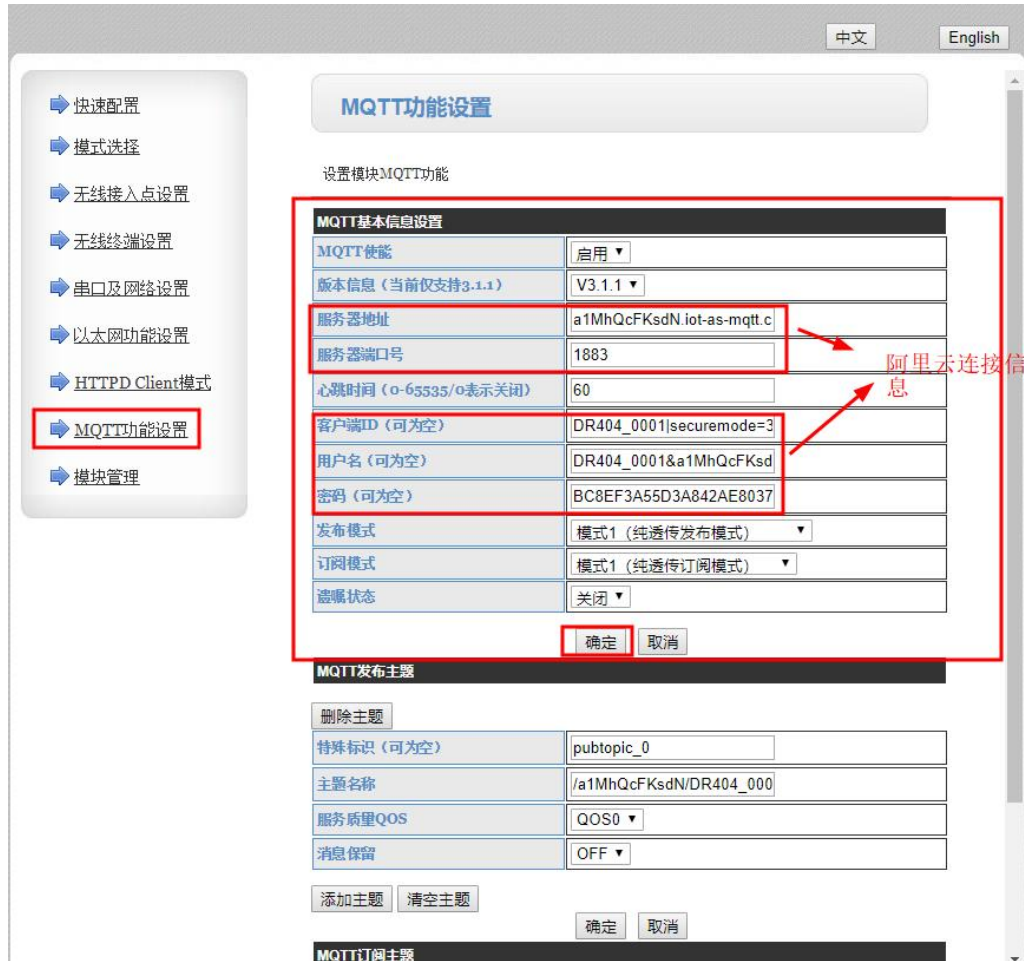 中文
English
快速配置
模式选择
无线接入点设置
无线终端设置
串口及网络设置
以太网功能设置
HTTPD Client模式
MQTT功能设置
模块管理
MQTT功能设置
设置模块MQTT功能
MQTT基本信息设置
MQTT使能 启用
版本信息（当前仅支持3.1.1） V3.1.1
服务器地址 a1MhQcFKsdN.iot-as-mqtt.c
服务器端口号 1883
心跳时间（0-65535/0表示关闭） 60
客户端ID（可为空） DR404_0001|securemode=3
用户名（可为空） DR404_0001&a1MhQcFKsd
密码（可为空） BC8EF3A55D3A842AE8037
发布模式 模式1（纯透传发布模式）
订阅模式 模式1（纯透传订阅模式）
遗嘱状态 关闭
确定 取消
阿里云连接信
息
MQTT发布主题
删除主题
特殊标识（可为空） pubtopic_0
主题名称 /a1MhQcFKsdN/DR404_000
服务质量QOS QOS0
消息保留 OFF
添加主题 清空主题
确定 取消
MQTT订阅主题